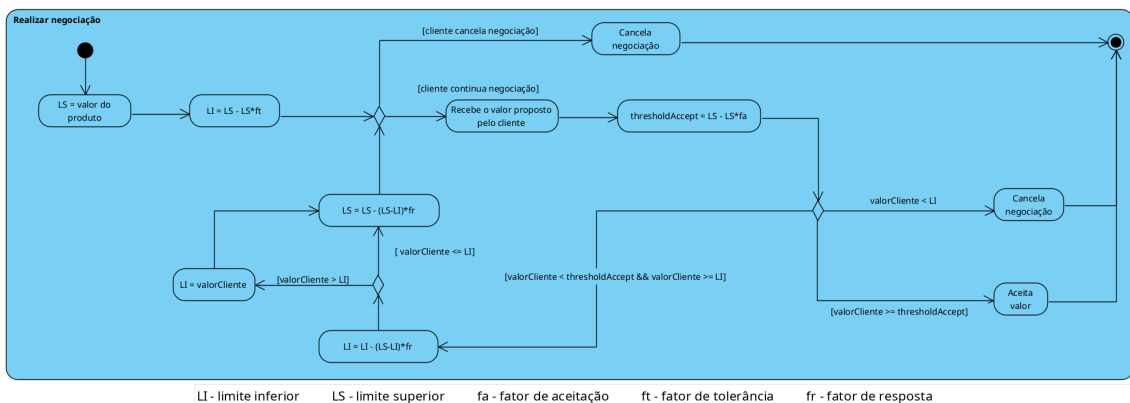 Realizar negociação
[cliente cancela negociação]
Cancela
negociação
[cliente continua negociação]
LS = valor do
produto
LI = LS - LS*ft
Recebe o valor proposto
pelo cliente
thresholdAccept = LS - LS*fa
LS = LS - (LS-LI)*fr
valorCliente < LI
Cancela
negociação
[ valorCliente <= LI]
[valorCliente > LI]
[valorCliente < thresholdAccept && valorCliente >= LI]
LI = valorCliente
Aceita
valor
[valorCliente >= thresholdAccept]
LI = LI - (LS-LI)*fr
LI - limite inferior LS - limite superior fa - fator de aceitação ft - fator de tolerância fr - fator de resposta